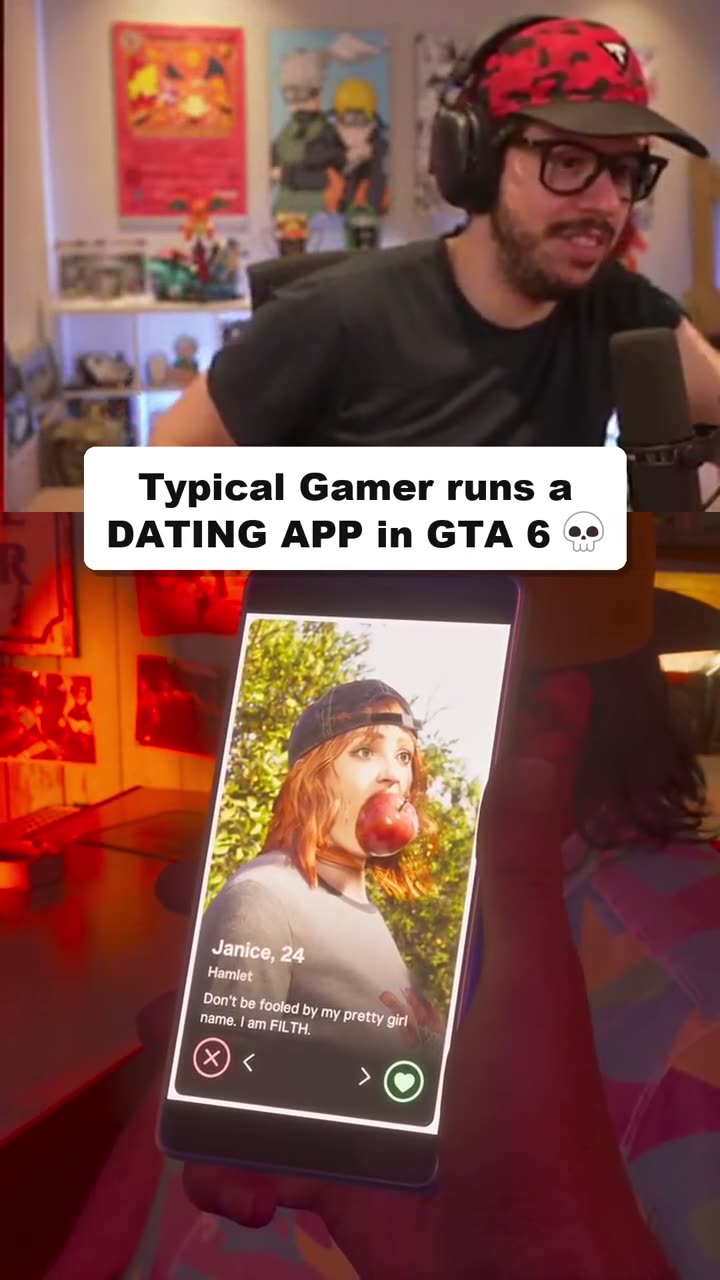 Typical Gamer runs a
DATING APP in GTA 6 💀
Janice, 24
Hamlet
Don't be fooled by my pretty girl
name. I am FILTH.